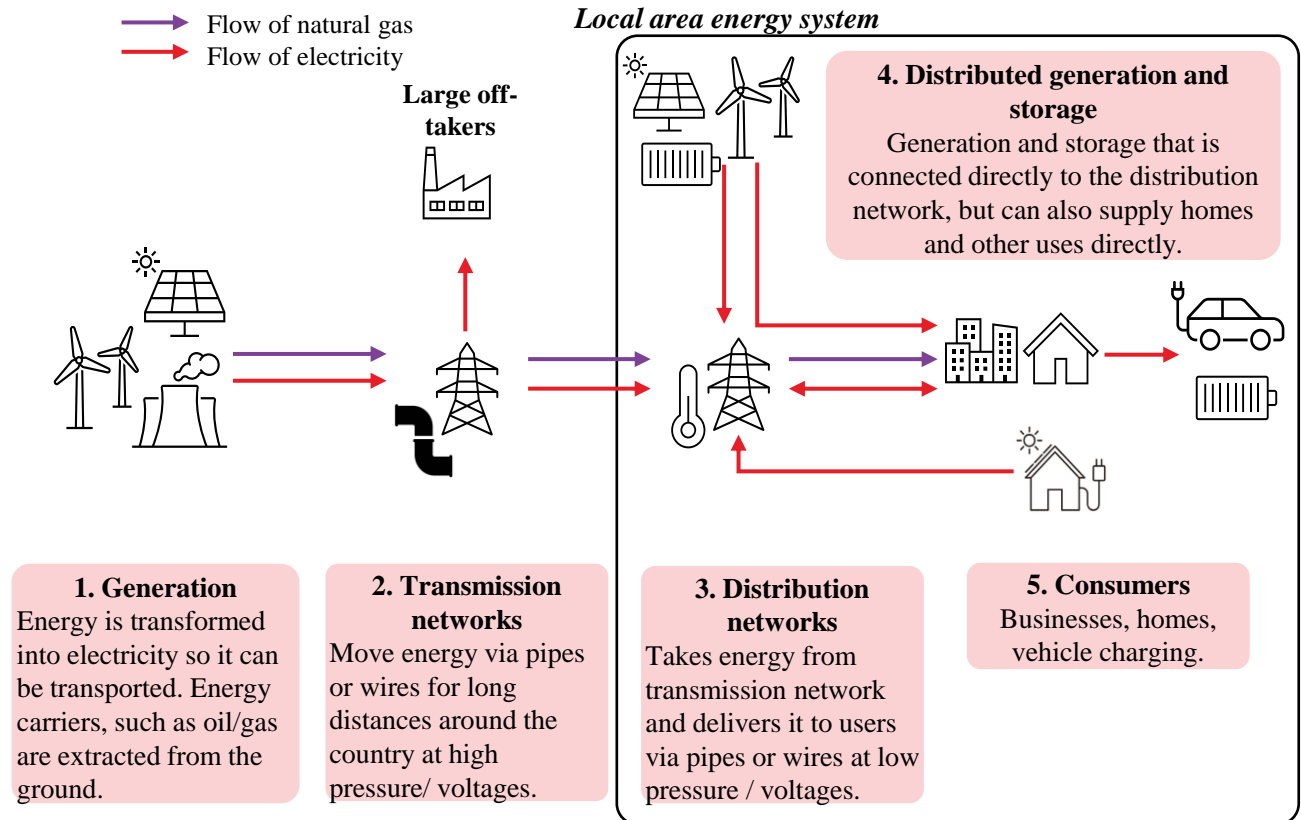 Flow of natural gas
Flow of electricity
Local area energy system
Large off-
takers
4. Distributed generation and
storage
Generation and storage that is
connected directly to the distribution
network, but can also supply homes
and other uses directly.
1. Generation
Energy is transformed
into electricity so it can
be transported. Energy
carriers, such as oil/gas
are extracted from the
ground.
2. Transmission
networks
Move energy via pipes
or wires for long
distances around the
country at high
pressure/ voltages.
3. Distribution
networks
Takes energy from
transmission network
and delivers it to users
via pipes or wires at low
pressure / voltages.
5. Consumers
Businesses, homes,
vehicle charging.